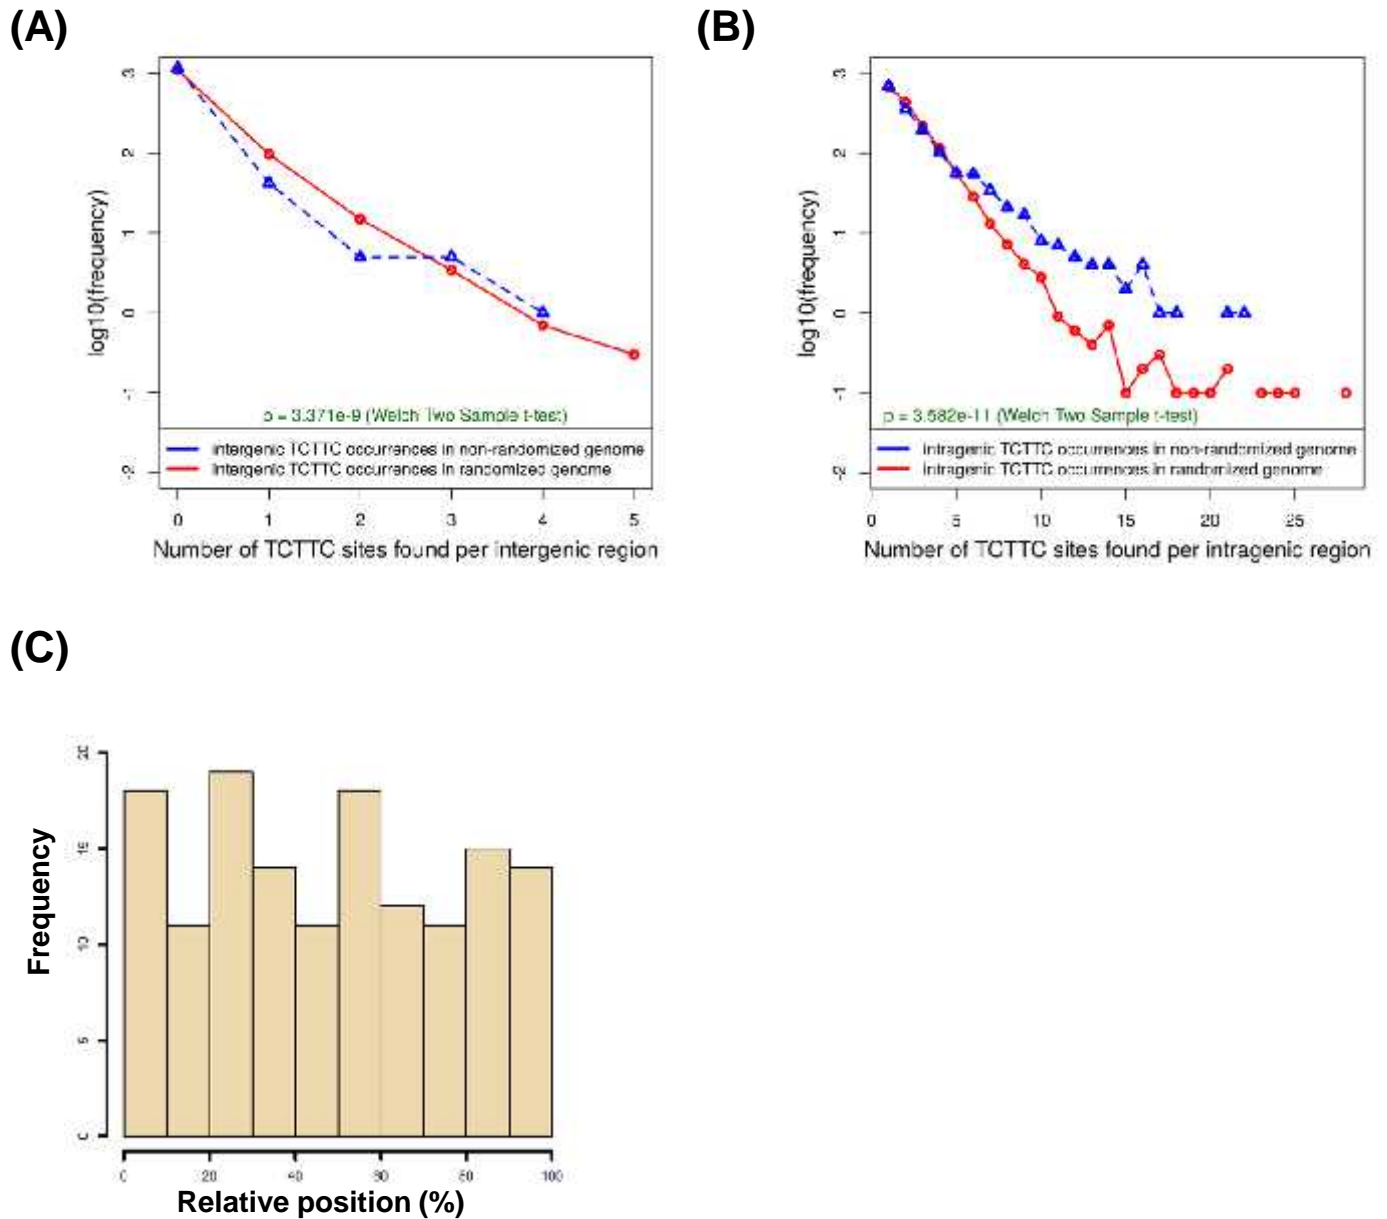 (A)
(B)
3
2
1
0
-1
-2
log10(frequency)
p = 3.371e-9 (Welch Two Sample t-test)
intergenic TCTTC occurrences in non-randomized genome
intergenic TCTTC occurrences in randomized genome
0 1 2 3 4 5
Number of TCTTC sites found per intergenic region
3
2
1
0
-1
-2
log10(frequency)
p = 3.582e-11 (Welch Two Sample t-test)
intragenic TCTTC occurrences in non-randomized genome
intragenic TCTTC occurrences in randomized genome
0 5 10 15 20 25
Number of TCTTC sites found per intragenic region
(C)
20
15
10
5
0
Frequency
0 20 40 60 80 100
Relative position (%)